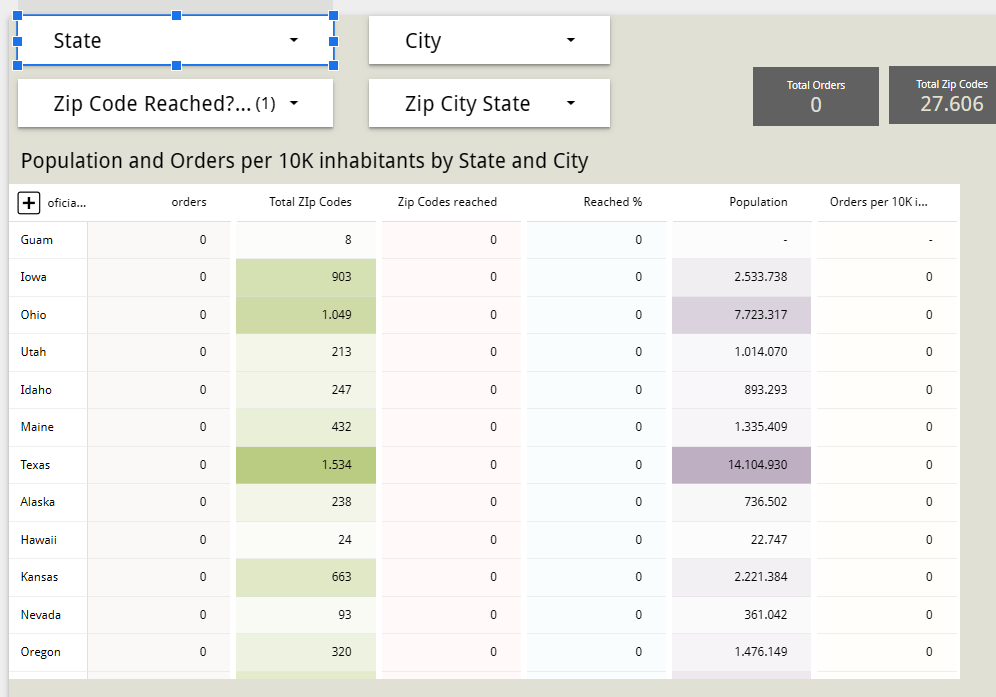 State
City
Zip Code Reached?... (1)
Zip City State
Total Orders
0
Total Zip Codes
27.606
Population and Orders per 10K inhabitants by State and City
oficia... orders Total ZIp Codes Zip Codes reached Reached % Population Orders per 10K i...
Guam 0 8 0 0 - -
Iowa 0 903 0 0 2.533.738 0
Ohio 0 1.049 0 0 7.723.317 0
Utah 0 213 0 0 1.014.070 0
Idaho 0 247 0 0 893.293 0
Maine 0 432 0 0 1.335.409 0
Texas 0 1.534 0 0 14.104.930 0
Alaska 0 238 0 0 736.502 0
Hawaii 0 24 0 0 22.747 0
Kansas 0 663 0 0 2.221.384 0
Nevada 0 93 0 0 361.042 0
Oregon 0 320 0 0 1.476.149 0